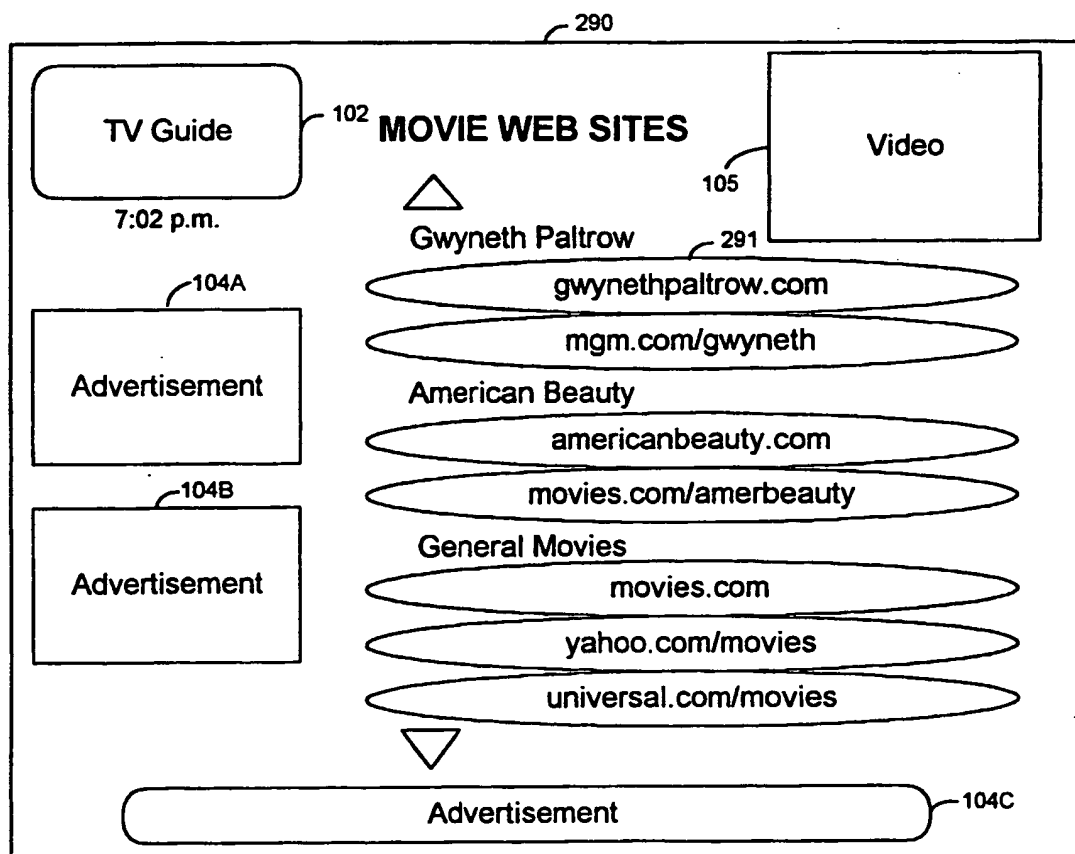 290
TV Guide
102
MOVIE WEB SITES
Video
105
7:02 p.m.
Gwyneth Paltrow
291
gwynethpaltrow.com
104A
mgm.com/gwyneth
Advertisement
American Beauty
americanbeauty.com
104B
movies.com/amerbeauty
General Movies
Advertisement
movies.com
yahoo.com/movies
universal.com/movies
Advertisement
104C